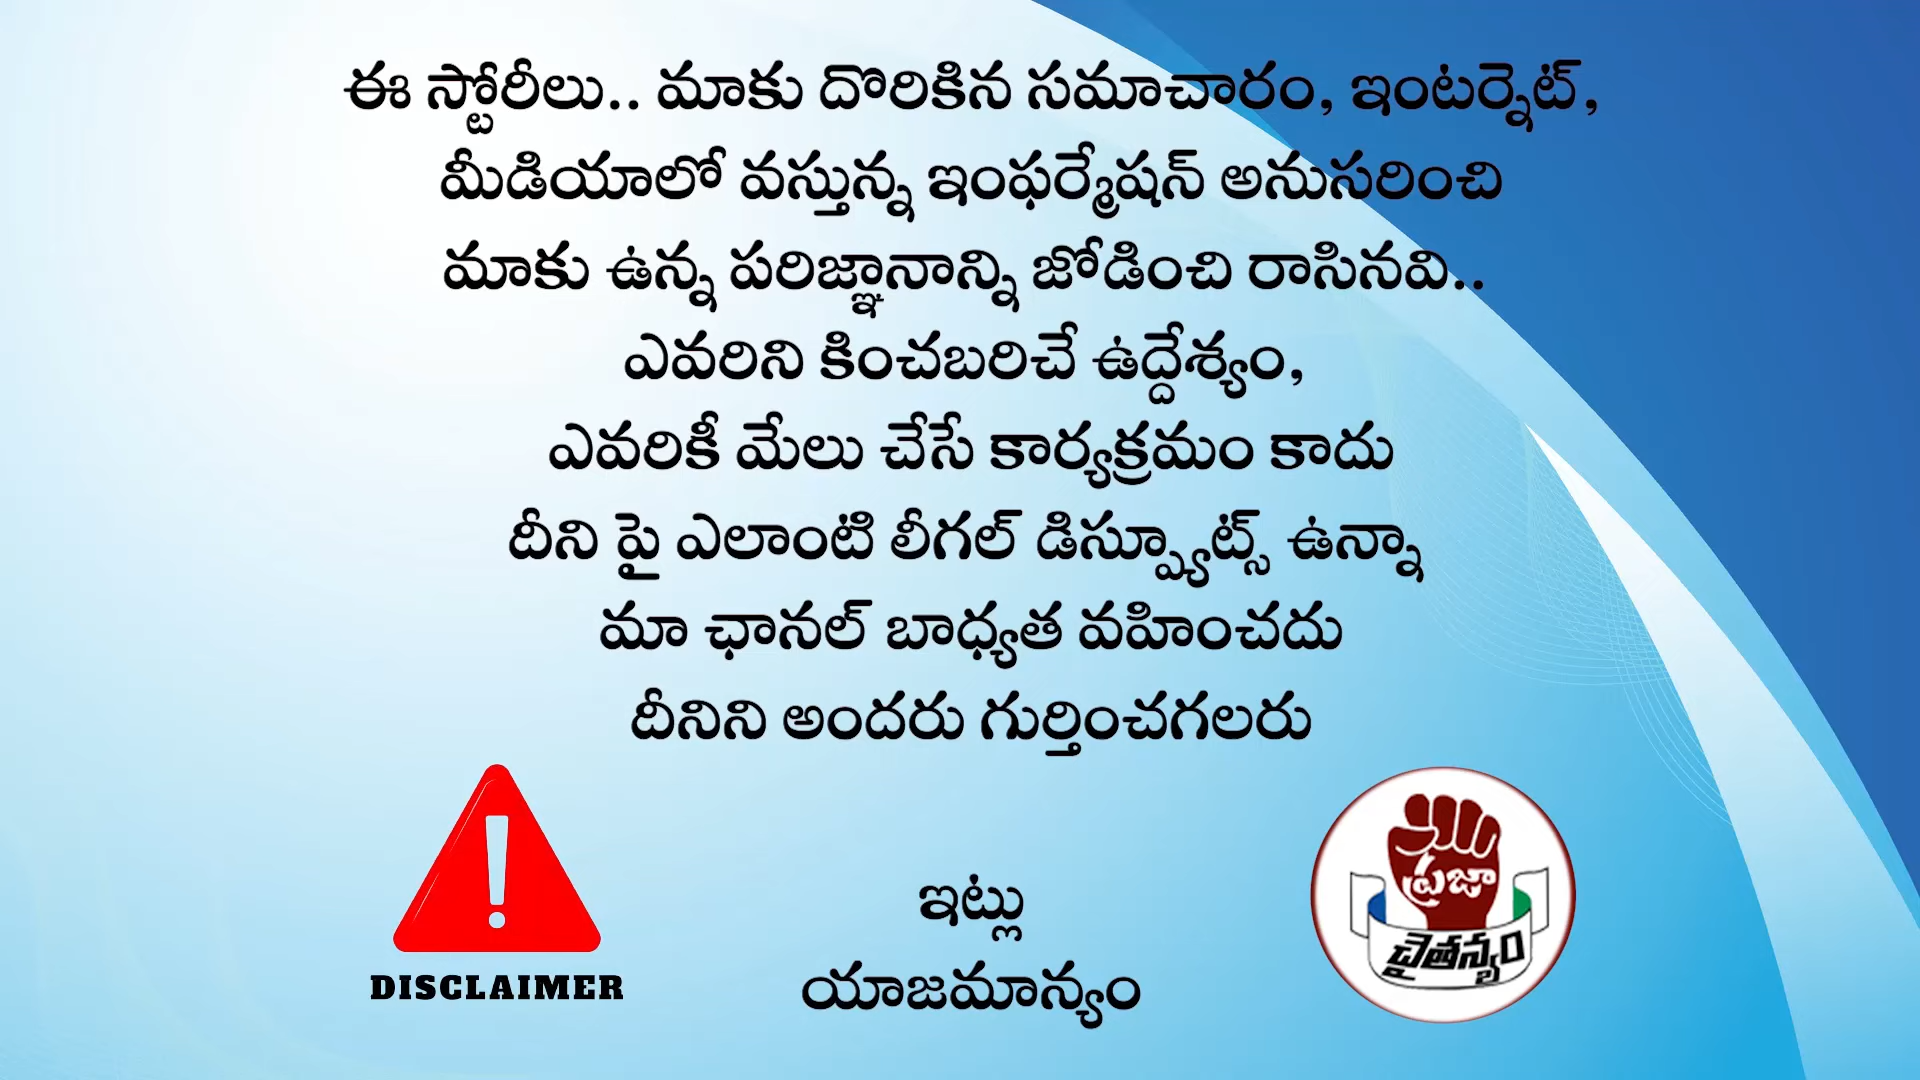 ఈ స్టోరీలు.. మాకు దొరికిన సమాచారం, ఇంటర్నెట్,
మీడియాలో వస్తున్న ఇంఫర్మేషన్ అనుసరించి
మాకు ఉన్న పరిజ్ఞానాన్ని జోడించి రాసినవి..
ఎవరిని కించబరిచే ఉద్దేశ్యం,
ఎవరికీ మేలు చేసే కార్యక్రమం కాదు
దీని పై ఎలాంటి లీగల్ డిస్ప్యూట్స్ ఉన్నా
మా ఛానల్ బాధ్యత వహించదు
దీనిని అందరు గుర్తించగలరు
DISCLAIMER
ఇట్లు
యాజమాన్యం
ప్రజా
చైతన్యం